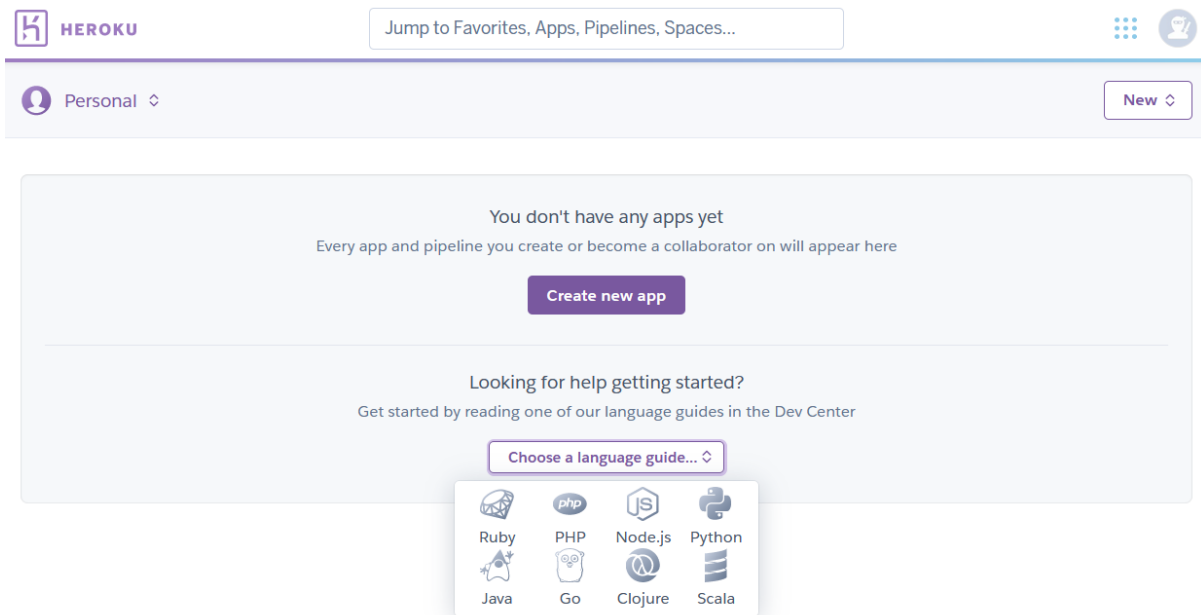 HEROKU
Jump to Favorites, Apps, Pipelines, Spaces...
Personal
New
You don't have any apps yet
Every app and pipeline you create or become a collaborator on will appear here
Create new app
Looking for help getting started?
Get started by reading one of our language guides in the Dev Center
Choose a language guide...
php JS
Ruby PHP Node.js Python
Java Go Clojure Scala